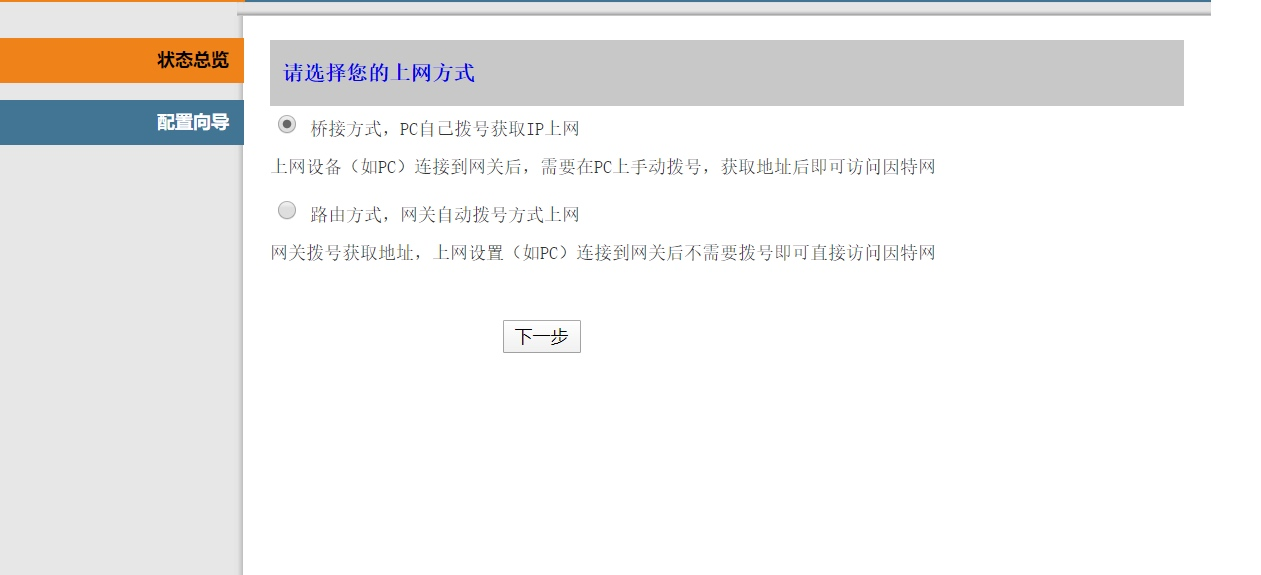 状态总览
配置向导
请选择您的上网方式
桥接方式，PC自己拨号获取IP上网
上网设备（如PC）连接到网关后，需要在PC上手动拨号，获取地址后即可访问因特网
路由方式，网关自动拨号方式上网
网关拨号获取地址，上网设置（如PC）连接到网关后不需要拨号即可直接访问因特网
下一步